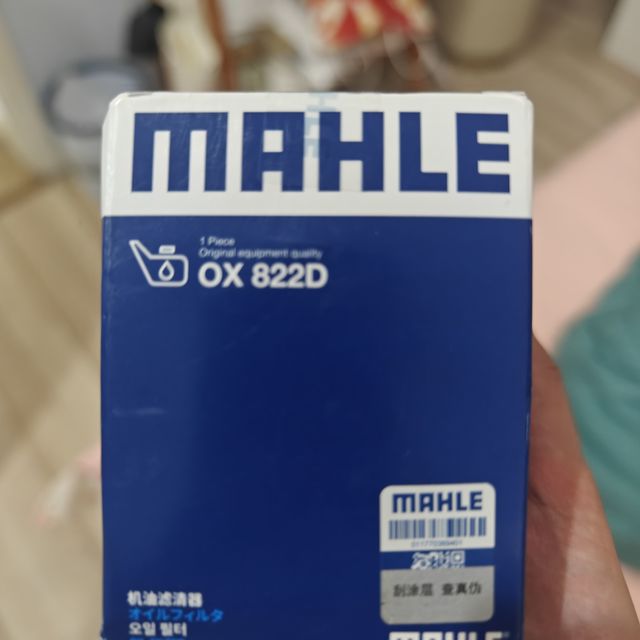 MAHLE
1 Piece
Original equipment quality
OX 822D
MAHLE
刮涂层 查真伪
机油滤清器
オイルフィルタ
오일 필터
MAHLE